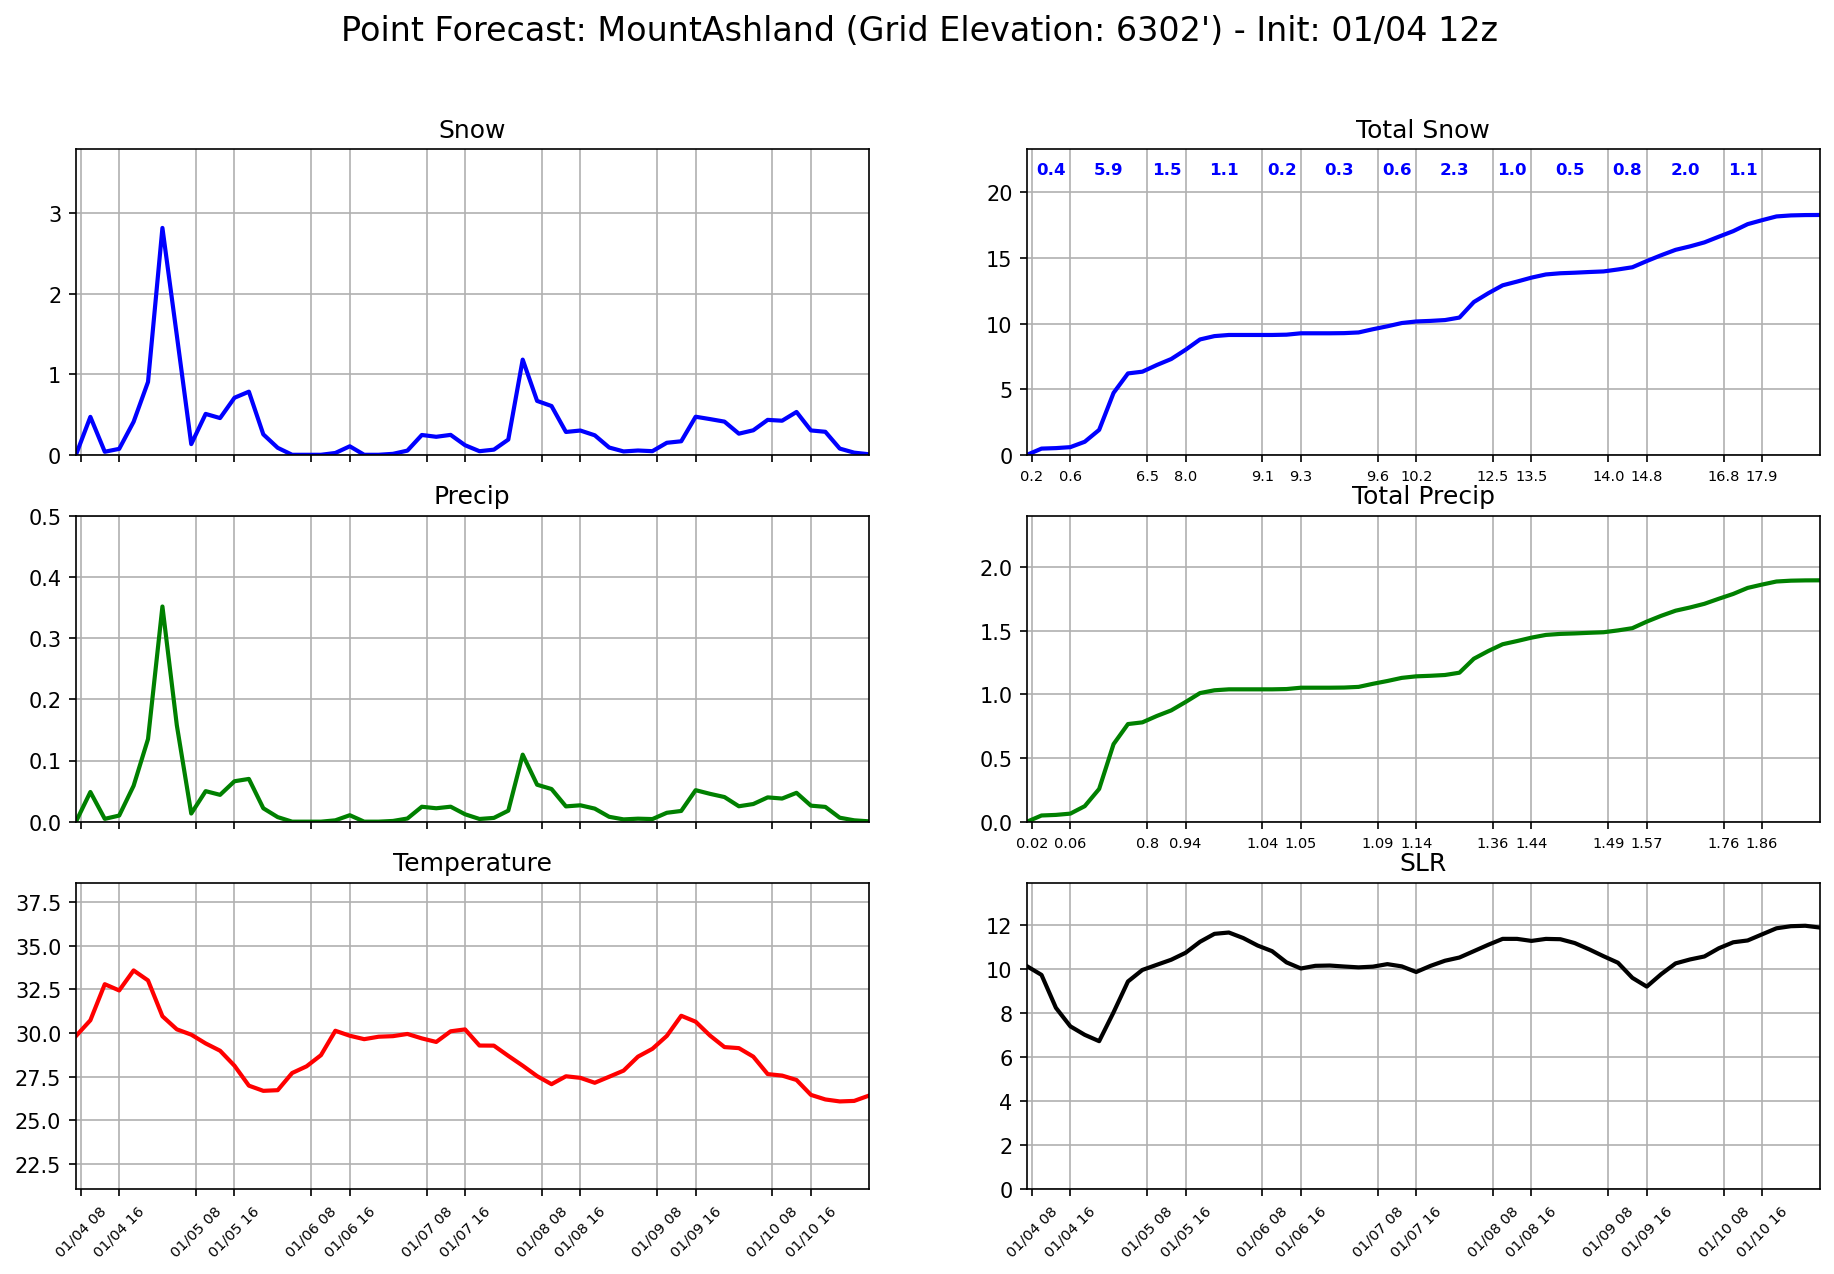 Point Forecast: MountAshland (Grid Elevation: 6302') - Init: 01/04 12z
Snow
3
2
1
0
Total Snow
0.4 5.9 1.5 1.1 0.2 0.3 0.6 2.3 1.0 0.5 0.8 2.0 1.1
20
15
10
5
0
0.2 0.6 6.5 8.0 9.1 9.3 9.6 10.2 12.5 13.5 14.0 14.8 16.8 17.9
Precip
0.5
0.4
0.3
0.2
0.1
0.0
Total Precip
2.0
1.5
1.0
0.5
0.0
0.02 0.06 0.8 0.94 1.04 1.05 1.09 1.14 1.36 1.44 1.49 1.57 1.76 1.86
Temperature
37.5
35.0
32.5
30.0
27.5
25.0
22.5
01/04 08 01/04 16 01/05 08 01/05 16 01/06 08 01/06 16 01/07 08 01/07 16 01/08 08 01/08 16 01/09 08 01/09 16 01/10 08 01/10 16
SLR
12
10
8
6
4
2
0
01/04 08 01/04 16 01/05 08 01/05 16 01/06 08 01/06 16 01/07 08 01/07 16 01/08 08 01/08 16 01/09 08 01/09 16 01/10 08 01/10 16